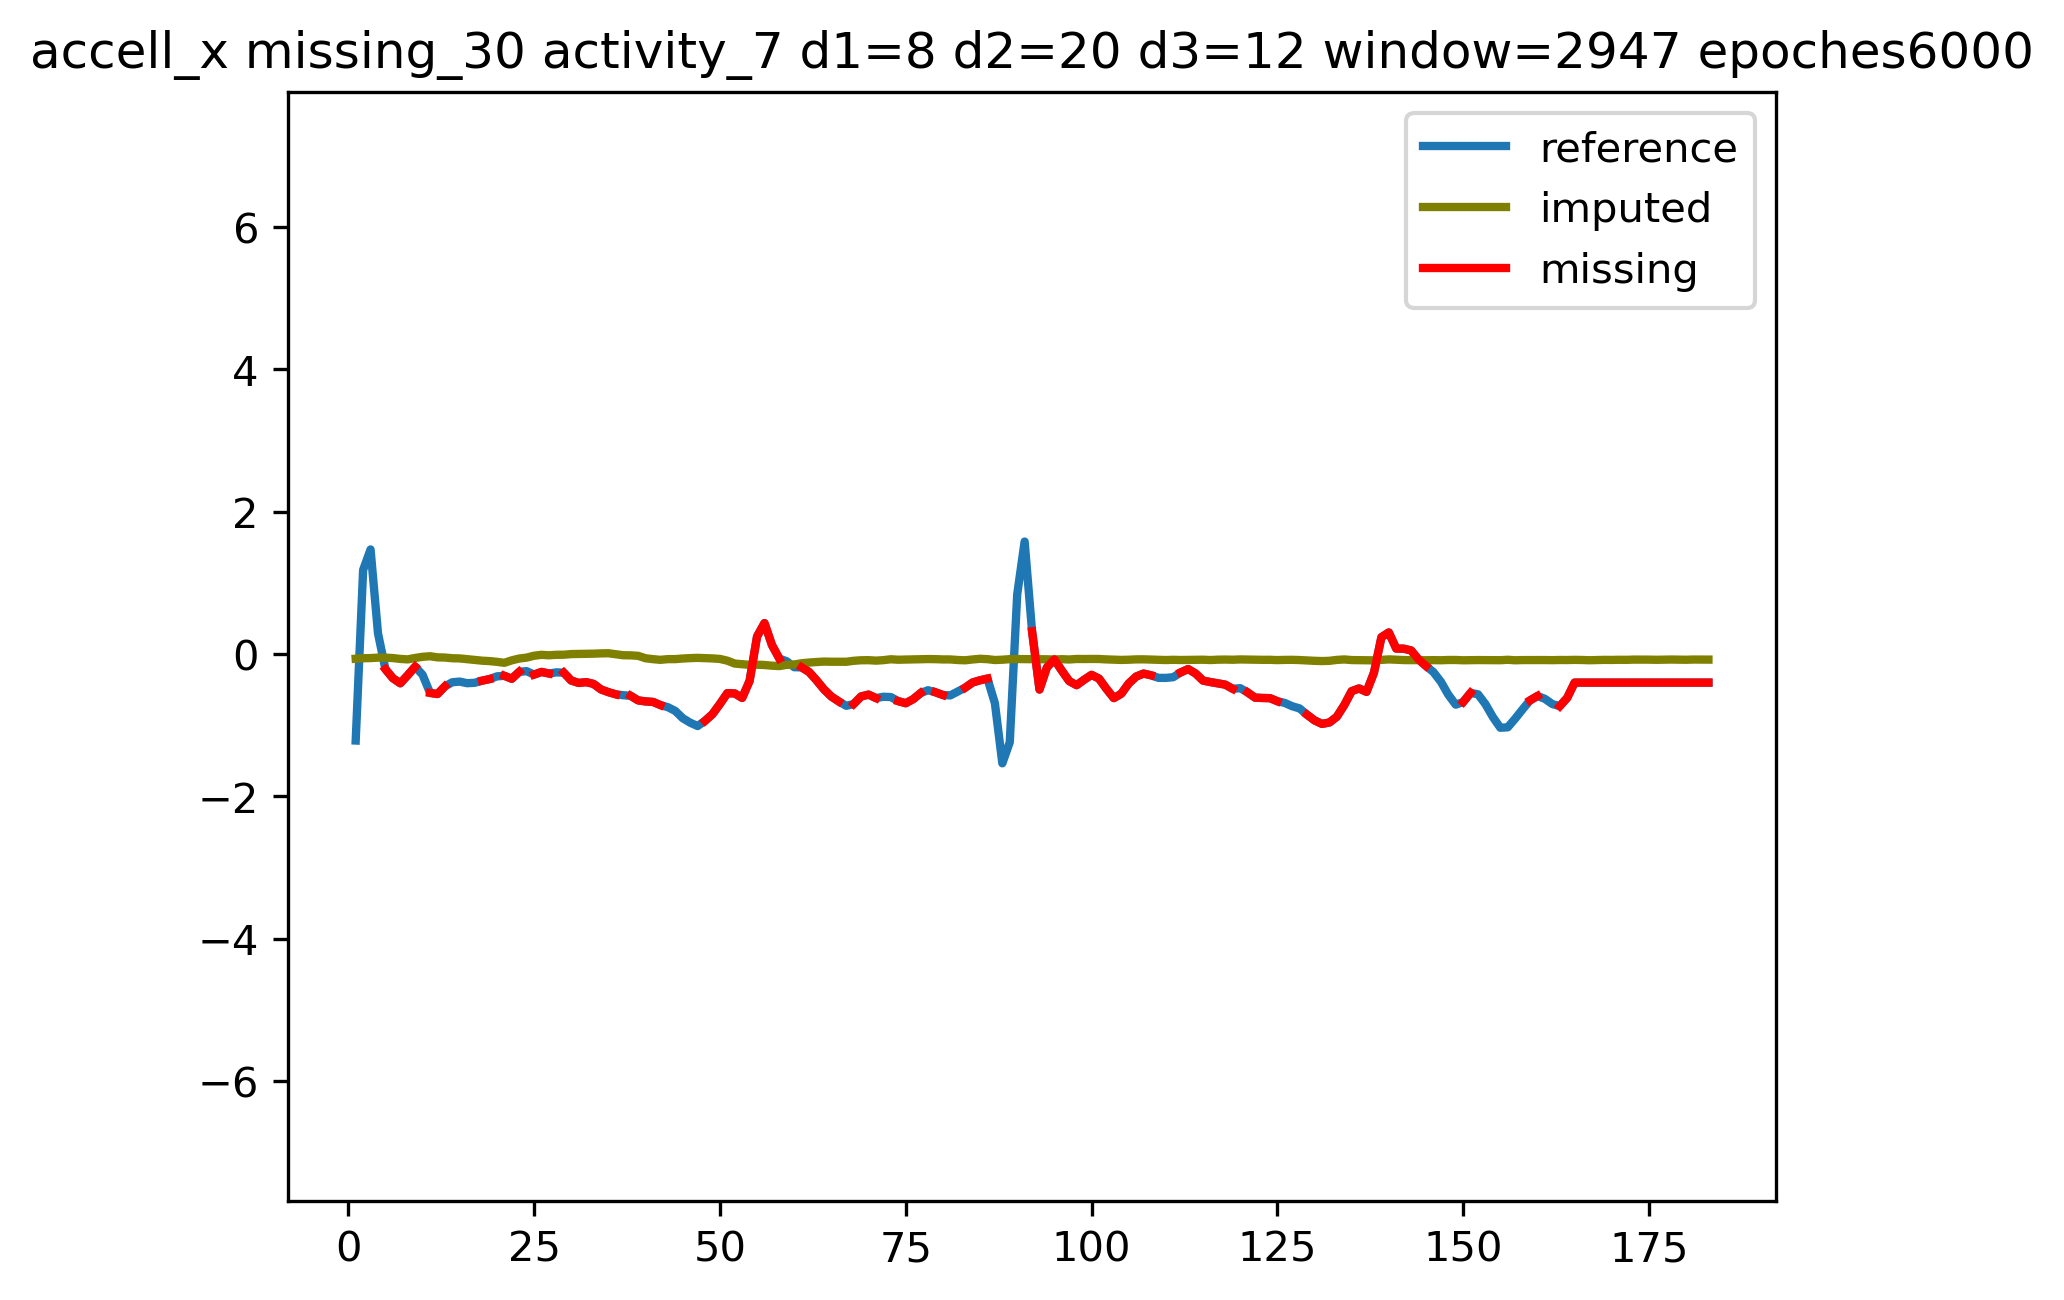 accell_x missing_30 activity_7 d1=8 d2=20 d3=12 window=2947 epoches6000
reference
imputed
missing
6
4
2
0
−2
−4
−6
0 25 50 75 100 125 150 175